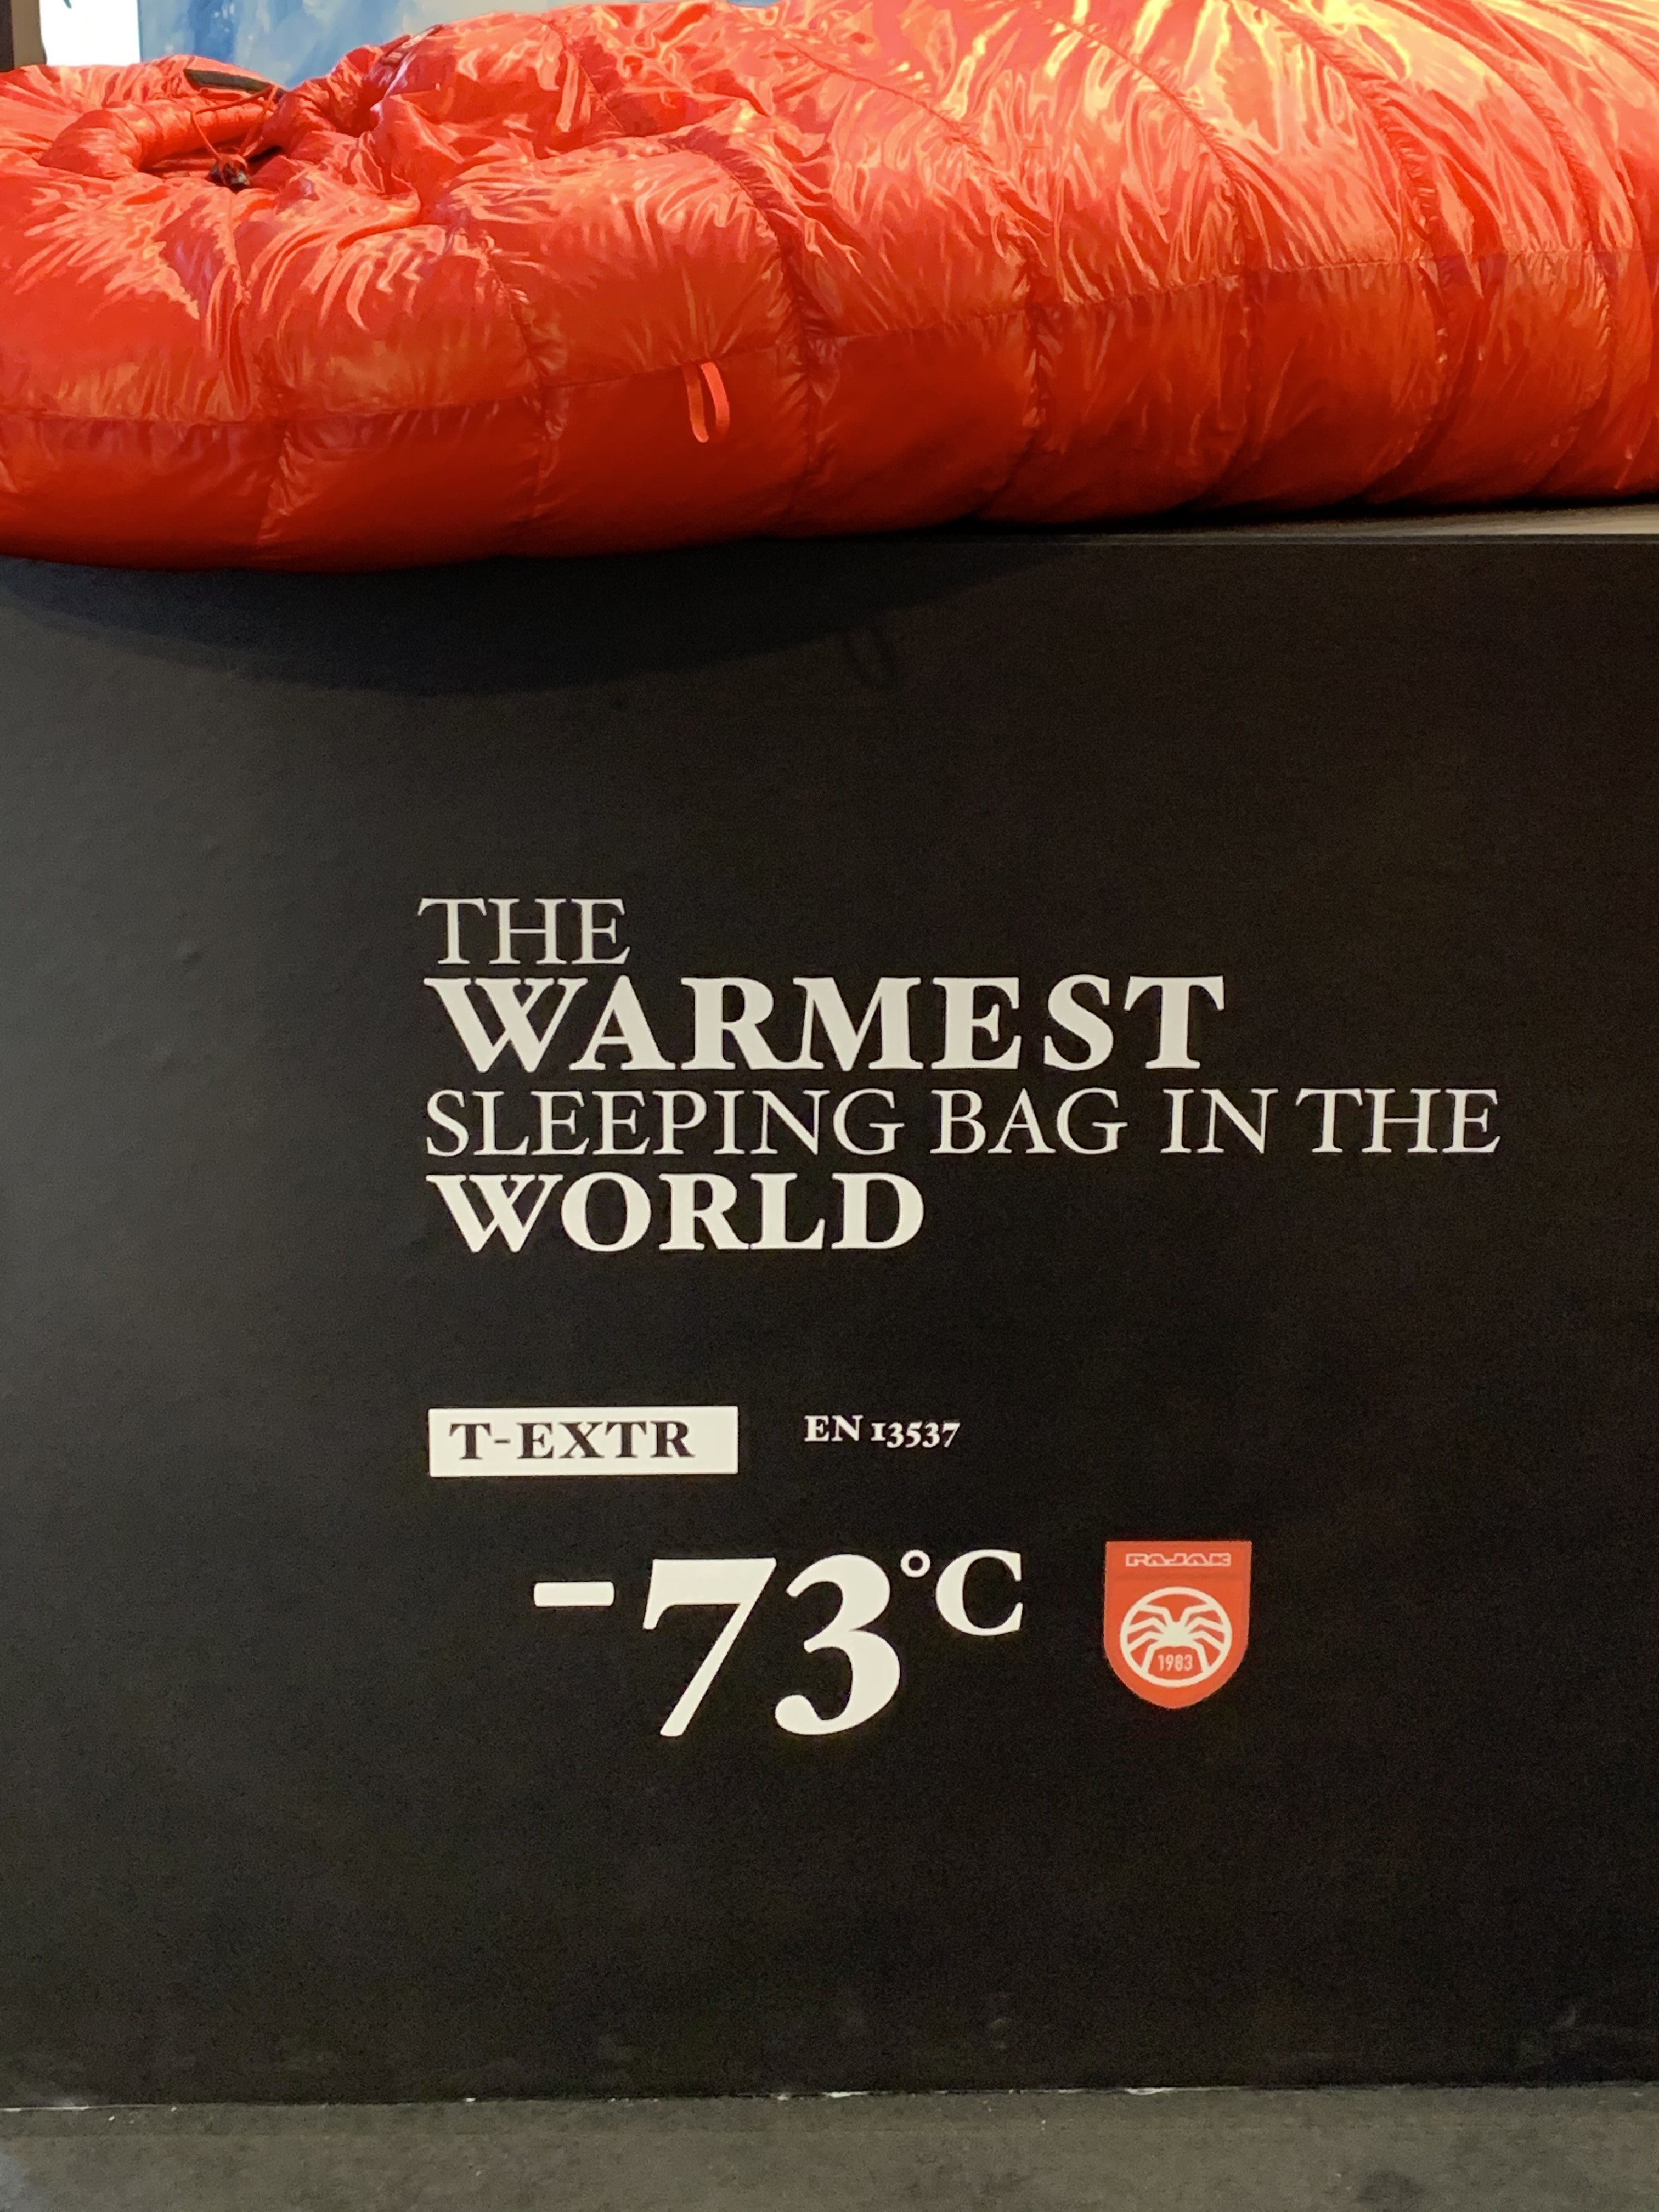 THE
WARMEST
SLEEPING BAG IN THE
WORLD
T-EXTR EN 13537
-73°C
PAJAK
1983